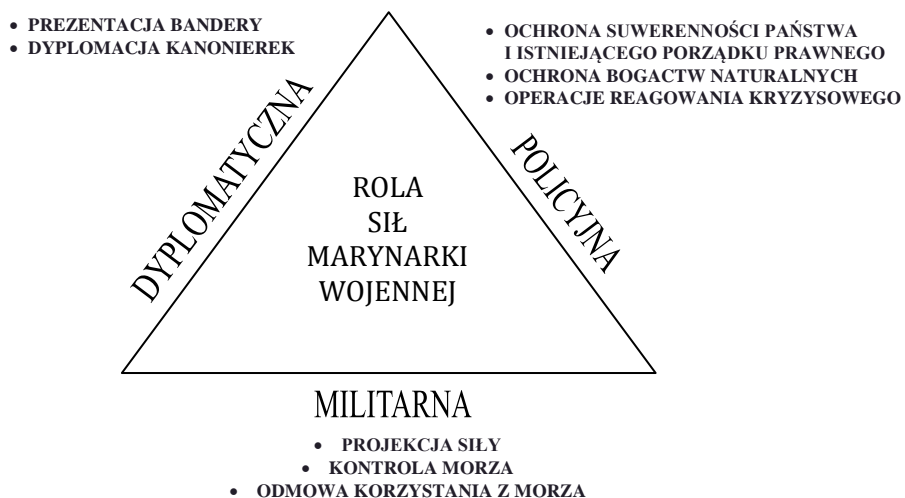 • PREZENTACJA BANDERY
• DYPLOMACJA KANONIEREK
• OCHRONA SUWERENNOŚCI PAŃSTWA
I ISTNIEJĄCEGO PORZĄDKU PRAWNEGO
• OCHRONA BOGACTW NATURALNYCH
• OPERACJE REAGOWANIA KRYZYSOWEGO
DYPLOMATYCZNA
POLICYJNA
ROLA
SIŁ
MARYNARKI
WOJENNEJ
MILITARNA
• PROJEKCJA SIŁY
• KONTROLA MORZA
• ODMOWA KORZYSTANIA Z MORZA